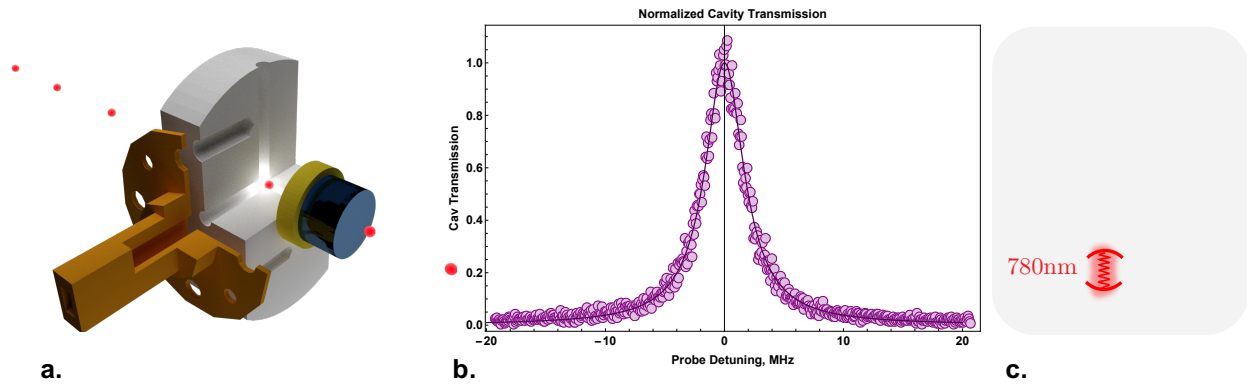 Normalized Cavity Transmission
Cav Transmission
1.0
0.8
0.6
0.4
0.2
0.0
−20
−10
0
10
20
Probe Detuning, MHz
780nm
a.
b.
c.